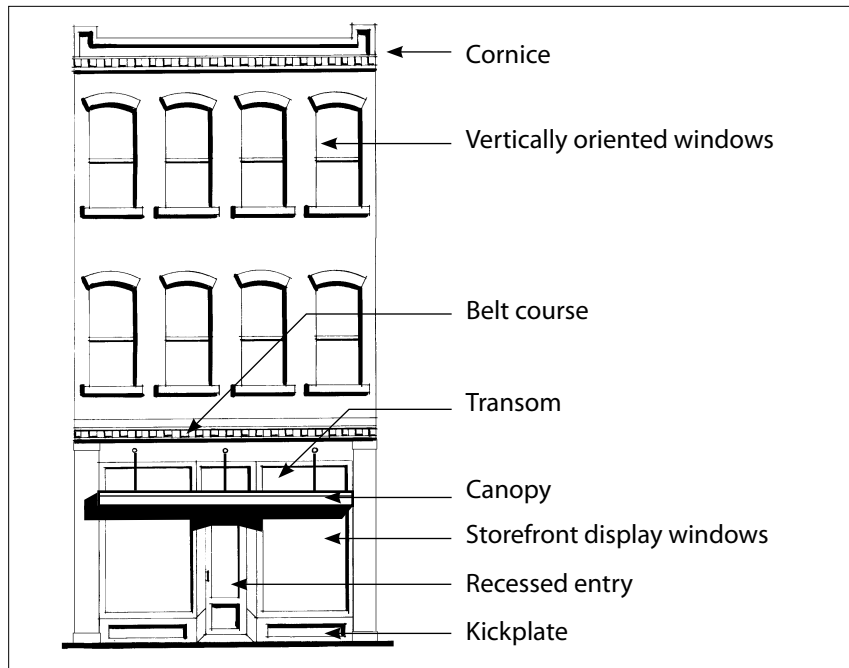 Cornice
Vertically oriented windows
Belt course
Transom
Canopy
Storefront display windows
Recessed entry
Kickplate